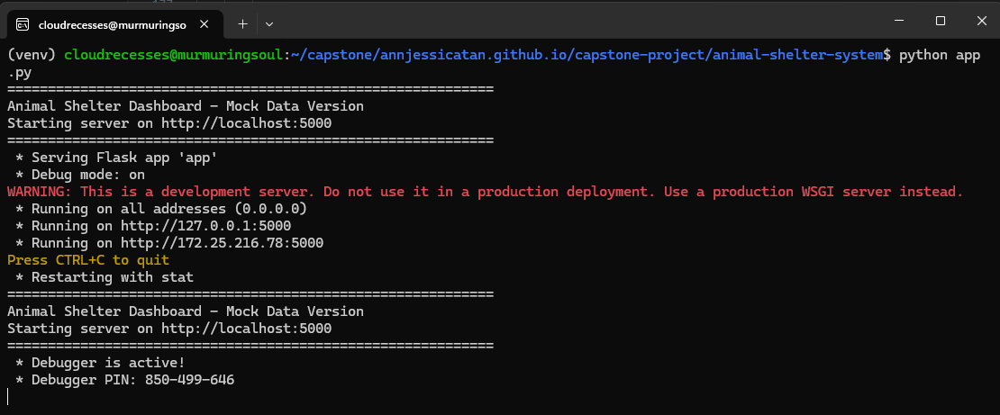 cloudrecesses@murmuringso
(venv) cloudrecesses@murmuringsoul:~/capstone/annjessicatan.github.io/capstone-project/animal-shelter-system$ python app
.py
============================================================
Animal Shelter Dashboard - Mock Data Version
Starting server on http://localhost:5000
============================================================
 * Serving Flask app 'app'
 * Debug mode: on
WARNING: This is a development server. Do not use it in a production deployment. Use a production WSGI server instead.
 * Running on all addresses (0.0.0.0)
 * Running on http://127.0.0.1:5000
 * Running on http://172.25.216.78:5000
Press CTRL+C to quit
 * Restarting with stat
============================================================
Animal Shelter Dashboard - Mock Data Version
Starting server on http://localhost:5000
============================================================
 * Debugger is active!
 * Debugger PIN: 850-499-646